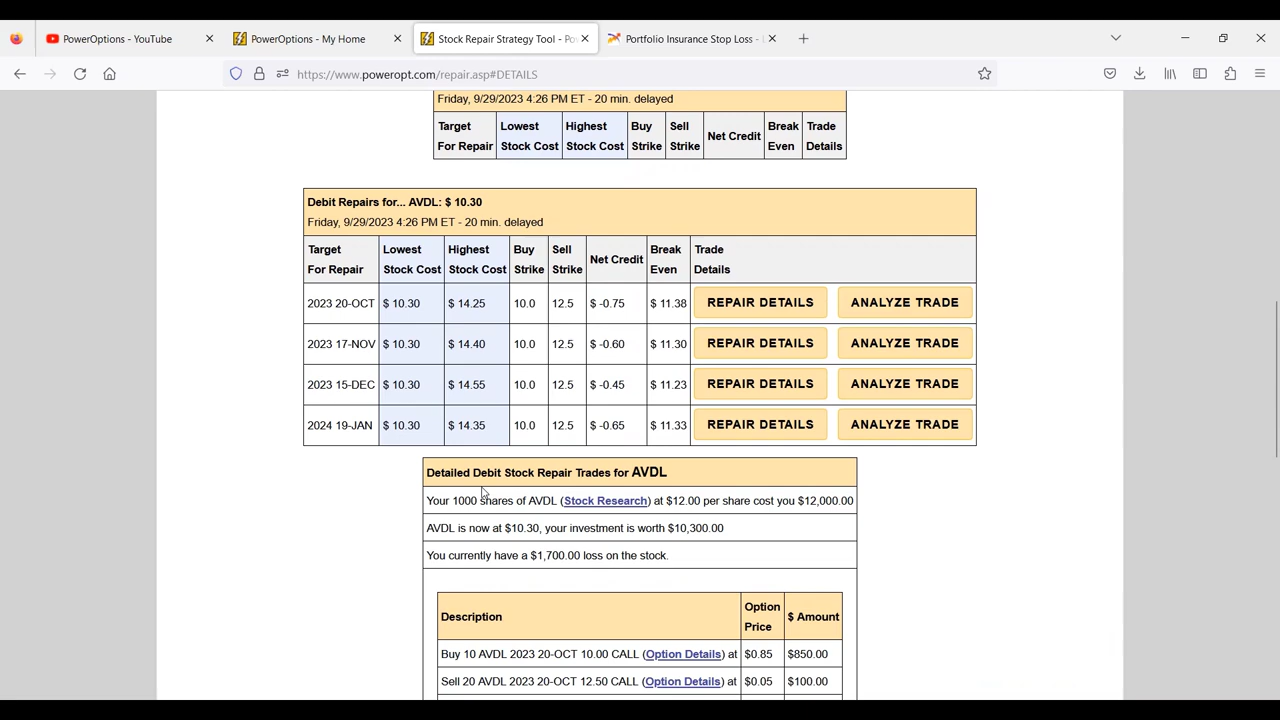 PowerOptions - YouTube
PowerOptions - My Home
Stock Repair Strategy Tool - Po
Portfolio Insurance Stop Loss -
https://www.poweropt.com/repair.asp#DETAILS
Friday, 9/29/2023 4:26 PM ET - 20 min. delayed
Target For Repair Lowest Stock Cost Highest Stock Cost Buy Strike Sell Strike Net Credit Break Even Trade Details
Debit Repairs for... AVDL: $ 10.30
Friday, 9/29/2023 4:26 PM ET - 20 min. delayed
Target For Repair Lowest Stock Cost Highest Stock Cost Buy Strike Sell Strike Net Credit Break Even Trade Details
2023 20-OCT $ 10.30 $ 14.25 10.0 12.5 $ -0.75 $ 11.38 REPAIR DETAILS ANALYZE TRADE
2023 17-NOV $ 10.30 $ 14.40 10.0 12.5 $ -0.60 $ 11.30 REPAIR DETAILS ANALYZE TRADE
2023 15-DEC $ 10.30 $ 14.55 10.0 12.5 $ -0.45 $ 11.23 REPAIR DETAILS ANALYZE TRADE
2024 19-JAN $ 10.30 $ 14.35 10.0 12.5 $ -0.65 $ 11.33 REPAIR DETAILS ANALYZE TRADE
Detailed Debit Stock Repair Trades for AVDL
Your 1000 shares of AVDL (Stock Research) at $12.00 per share cost you $12,000.00
AVDL is now at $10.30, your investment is worth $10,300.00
You currently have a $1,700.00 loss on the stock.
Description Option Price $ Amount
Buy 10 AVDL 2023 20-OCT 10.00 CALL (Option Details) at $0.85 $850.00
Sell 20 AVDL 2023 20-OCT 12.50 CALL (Option Details) at $0.05 $100.00